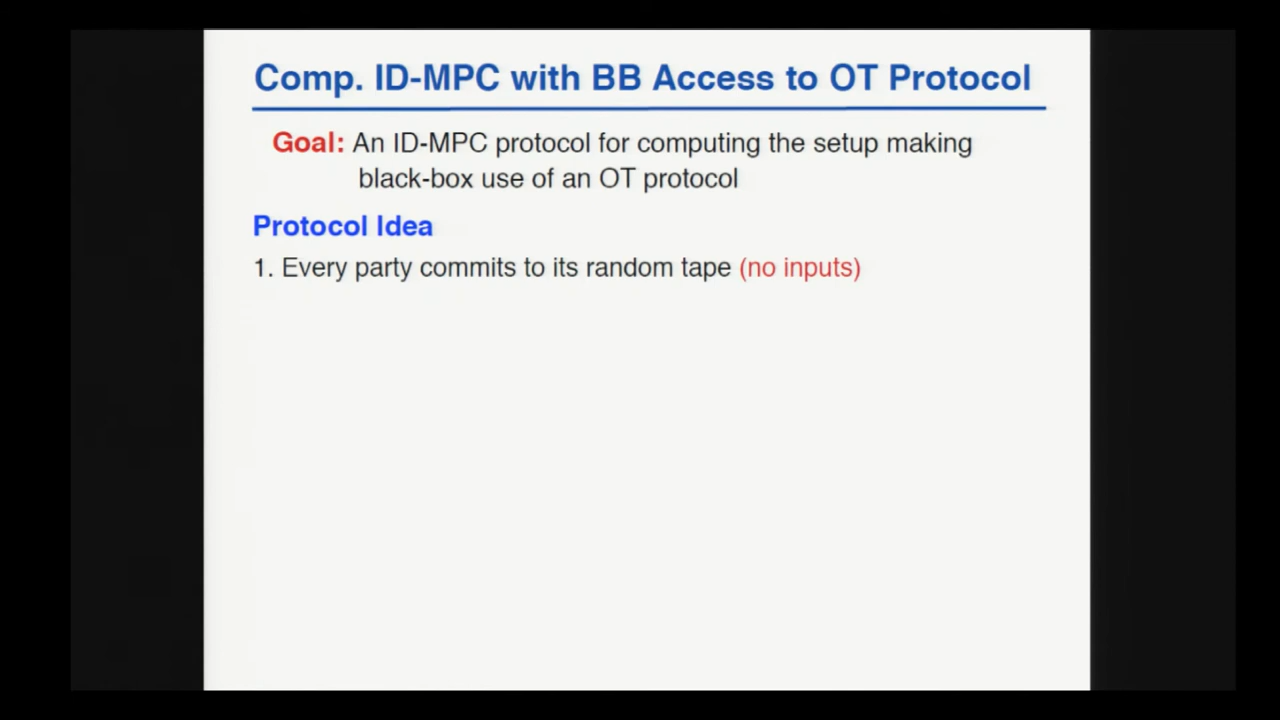 Comp. ID-MPC with BB Access to OT Protocol
Goal: An ID-MPC protocol for computing the setup making
black-box use of an OT protocol
Protocol Idea
1. Every party commits to its random tape (no inputs)